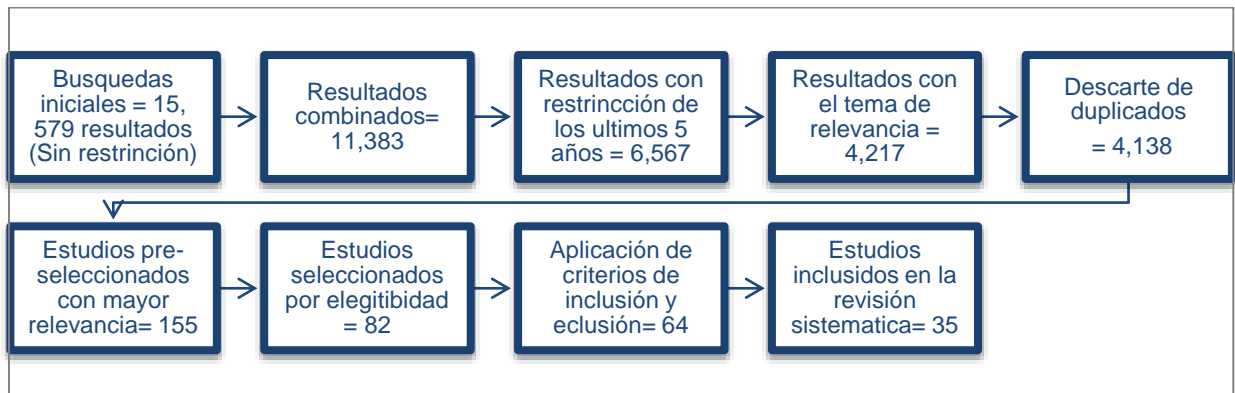 Busquedas
iniciales = 15,
579 resultados
(Sin restrinción)
Resultados
combinados=
11,383
Resultados con
restrincción de
los ultimos 5
años = 6,567
Resultados con
el tema de
relevancia =
4,217
Descarte de
duplicados
= 4,138
Estudios pre-
seleccionados
con mayor
relevancia= 155
Estudios
seleccionados
por elegitibidad
= 82
Aplicación de
criterios de
inclusión y
eclusión= 64
Estudios
inclusidos en la
revisión
sistematica= 35